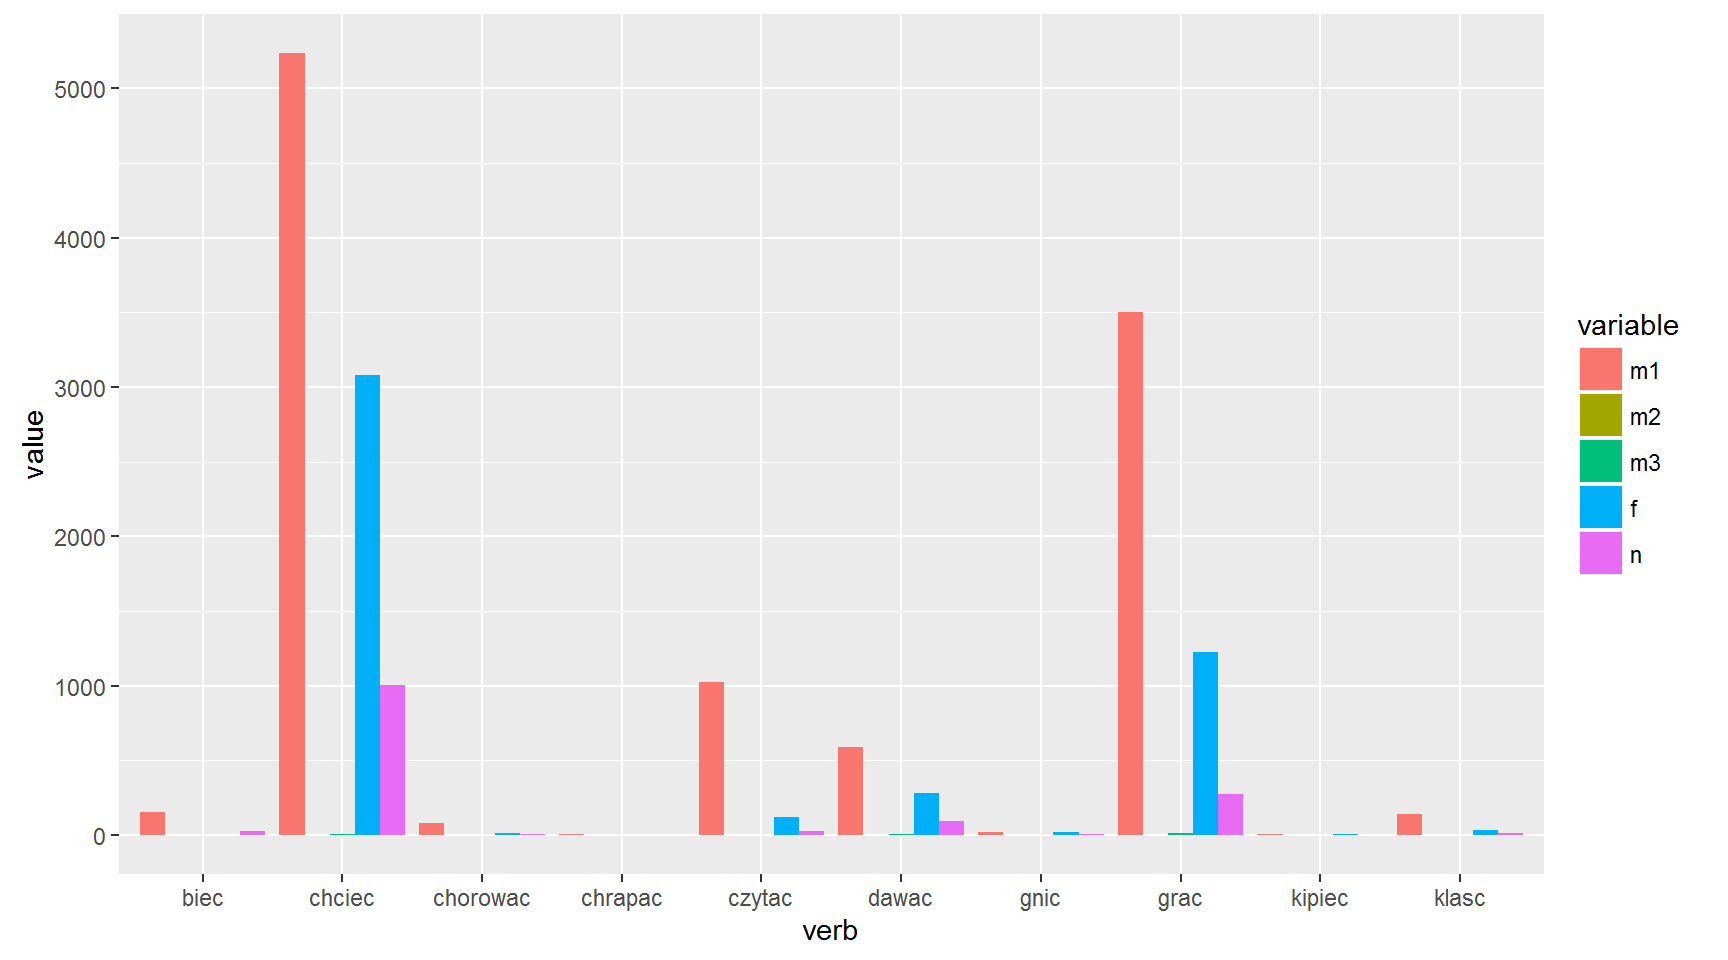 5000
4000
3000
2000
1000
0
value
biec chciec chorowac chrapac czytac dawac gnic grac kipiec klasc
verb
variable
m1
m2
m3
f
n